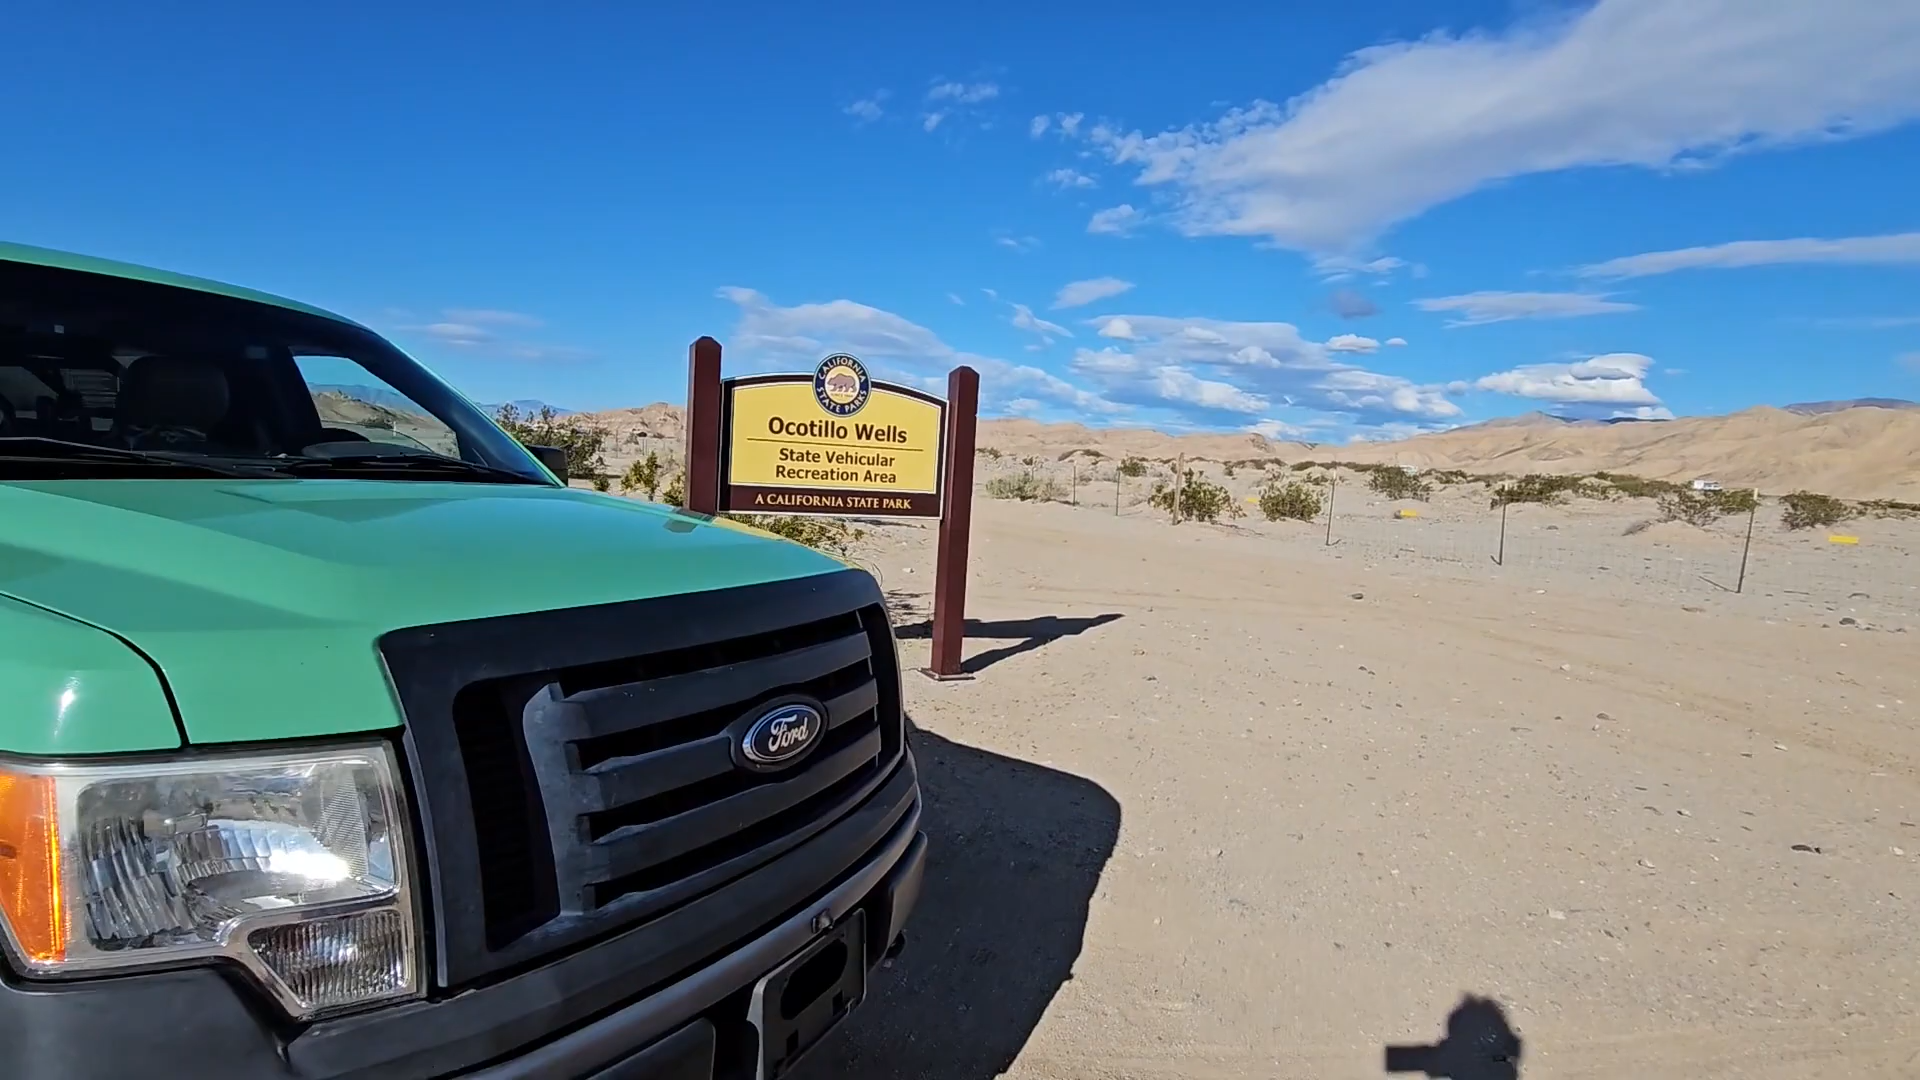 CALIFORNIA
STATE PARKS
Ocotillo Wells
State Vehicular
Recreation Area
A CALIFORNIA STATE PARK
Ford